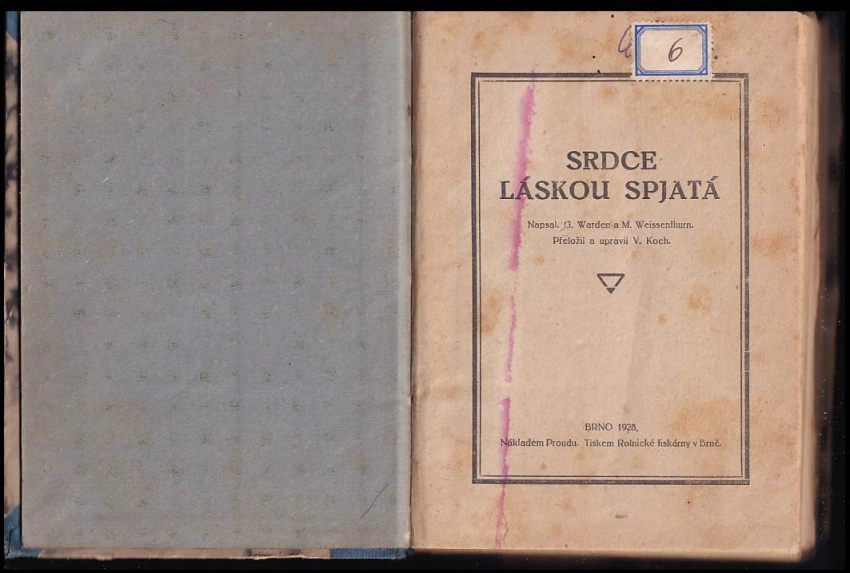 6
SRDCE
LÁSKOU SPJATÁ
Napsal. G. Warden a M. Weissenthurn.
Přeložil a upravil V. Koch.
BRNO 1928.
Nákladem Proudu. Tiskem Rolnické tiskárny v Brně.